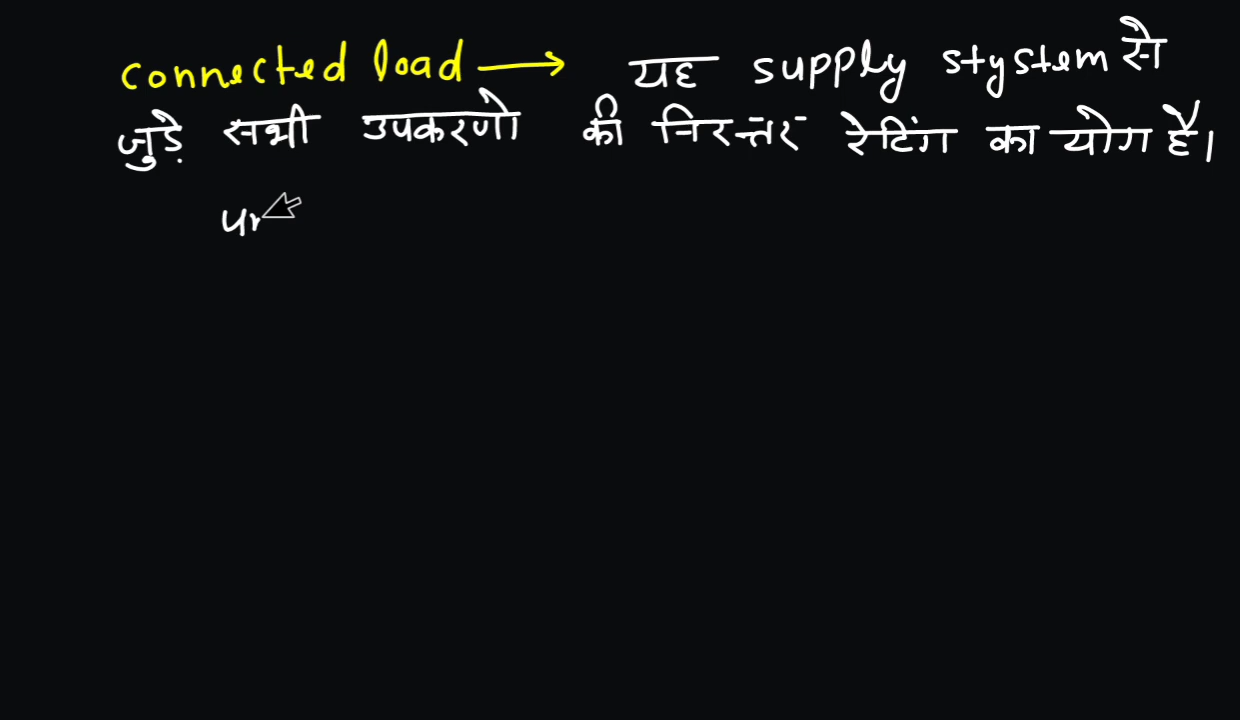 connected load → यह supply stystem से
जुड़े सभी उपकरणो की निरन्तर रेटिंग का योग है।